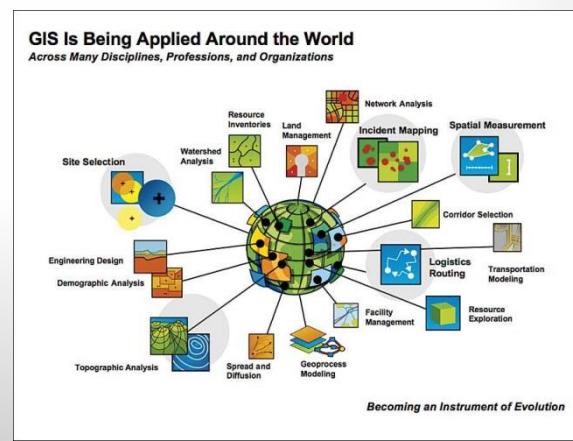 GIS Is Being Applied Around the World
Across Many Disciplines, Professions, and Organizations
Network Analysis
Resource
Inventories
Land
Management
Incident Mapping
Spatial Measurement
Site Selection
Watershed
Analysis
Corridor Selection
Engineering Design
Logistics
Routing
Transportation
Modeling
Demographic Analysis
Facility
Management
Resource
Exploration
Topographic Analysis
Spread and
Diffusion
Geoprocess
Modeling
Becoming an Instrument of Evolution